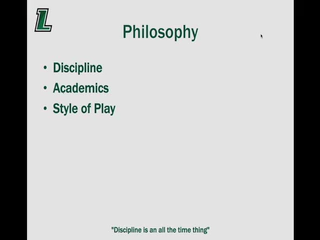 L
Philosophy
• Discipline
• Academics
• Style of Play
"Discipline is an all the time thing"